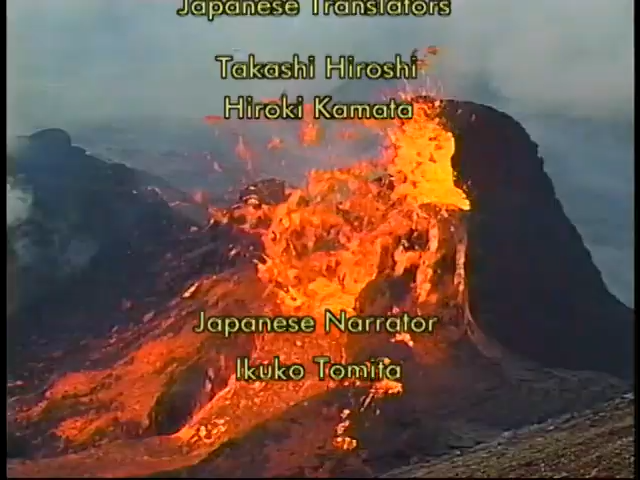 Japanese Translators
Takashi Hiroshi
Hiroki Kamata
Japanese Narrator
Ikuko Tomita